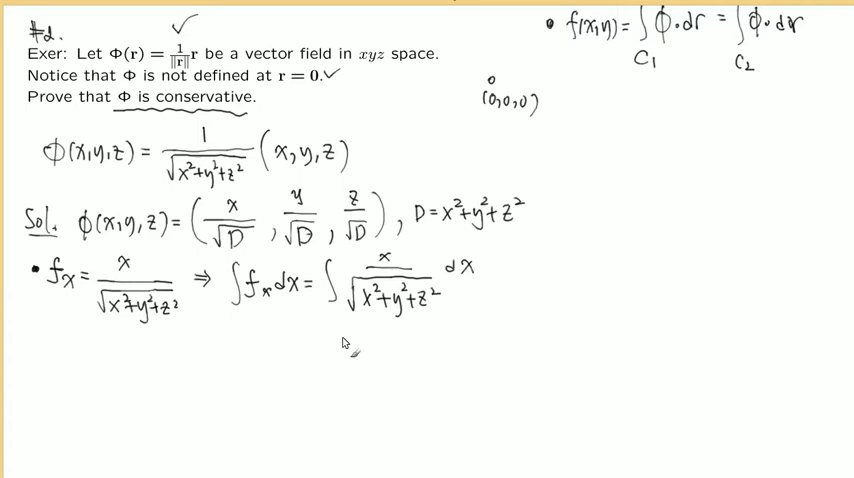 #2.
Exer: Let Φ(r) = 1/‖r‖ r be a vector field in xyz space.
Notice that Φ is not defined at r = 0. ✓
Prove that Φ is conservative.
• f(x,y) = ∫_{C1} ϕ·dr = ∫_{C2} ϕ·dr
(0,0,0)
ϕ(x,y,z) = 1/√(x²+y²+z²) (x,y,z)
Sol. ϕ(x,y,z) = (x/√D, y/√D, z/√D), D = x²+y²+z²
• f_x = x/√(x²+y²+z²) ⇒ ∫ f_x dx = ∫ x/√(x²+y²+z²) dx